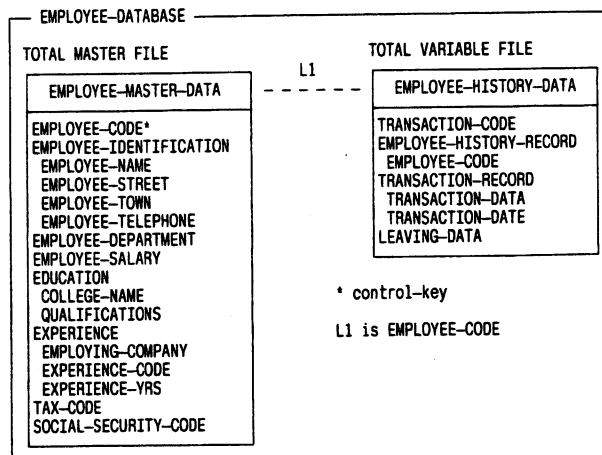 EMPLOYEE-DATABASE
TOTAL MASTER FILE
EMPLOYEE-MASTER-DATA
EMPLOYEE-CODE*
EMPLOYEE-IDENTIFICATION
EMPLOYEE-NAME
EMPLOYEE-STREET
EMPLOYEE-TOWN
EMPLOYEE-TELEPHONE
EMPLOYEE-DEPARTMENT
EMPLOYEE-SALARY
EDUCATION
COLLEGE-NAME
QUALIFICATIONS
EXPERIENCE
EMPLOYING-COMPANY
EXPERIENCE-CODE
EXPERIENCE-YRS
TAX-CODE
SOCIAL-SECURITY-CODE
L1
TOTAL VARIABLE FILE
EMPLOYEE-HISTORY-DATA
TRANSACTION-CODE
EMPLOYEE-HISTORY-RECORD
EMPLOYEE-CODE
TRANSACTION-RECORD
TRANSACTION-DATA
TRANSACTION-DATE
LEAVING-DATA
* control-key
L1 is EMPLOYEE-CODE